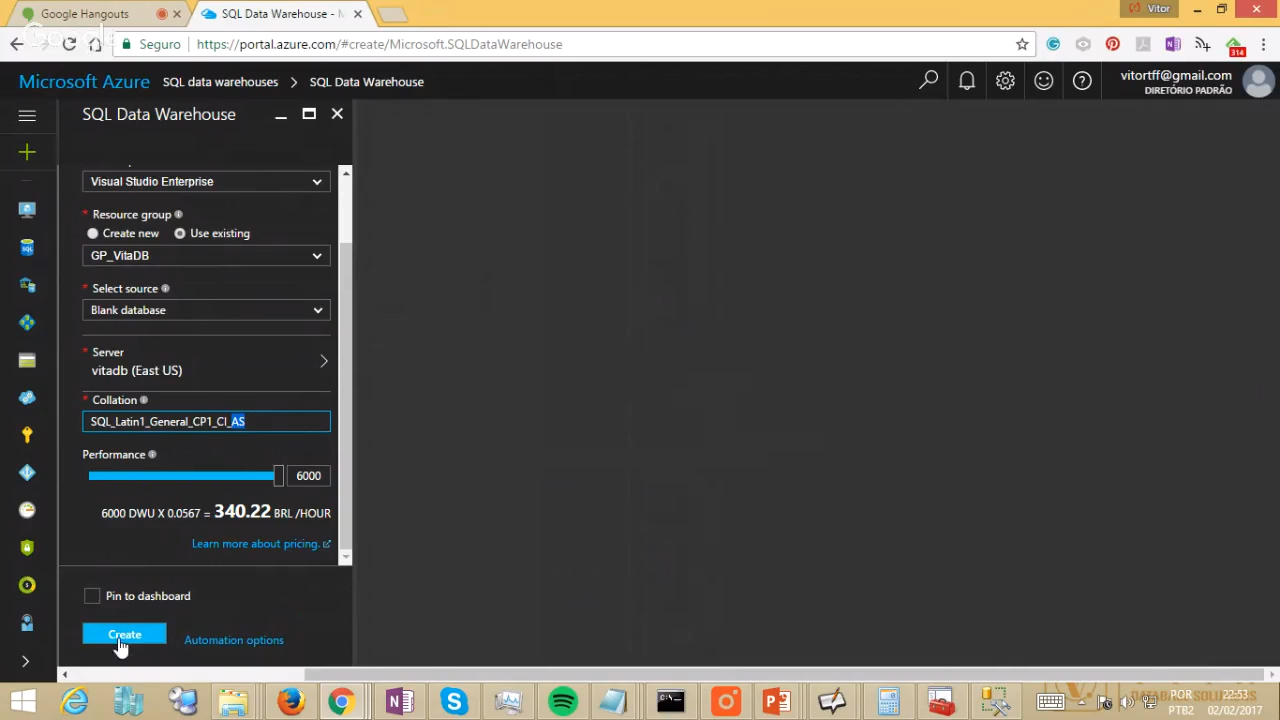 Google Hangouts
SQL Data Warehouse - M
Vitor
Seguro
https://portal.azure.com/#create/Microsoft.SQLDataWarehouse
314
Microsoft Azure
SQL data warehouses
SQL Data Warehouse
vitortff@gmail.com
DIRETÓRIO PADRÃO
SQL Data Warehouse
Visual Studio Enterprise
* Resource group
Create new
Use existing
GP_VitaDB
* Select source
Blank database
* Server
vitadb (East US)
* Collation
SQL_Latin1_General_CP1_CI_AS
Performance
6000
6000 DWU X 0.0567 = 340.22 BRL /HOUR
Learn more about pricing.
Pin to dashboard
Create
Automation options
POR
PTB2
22:53
02/02/2017